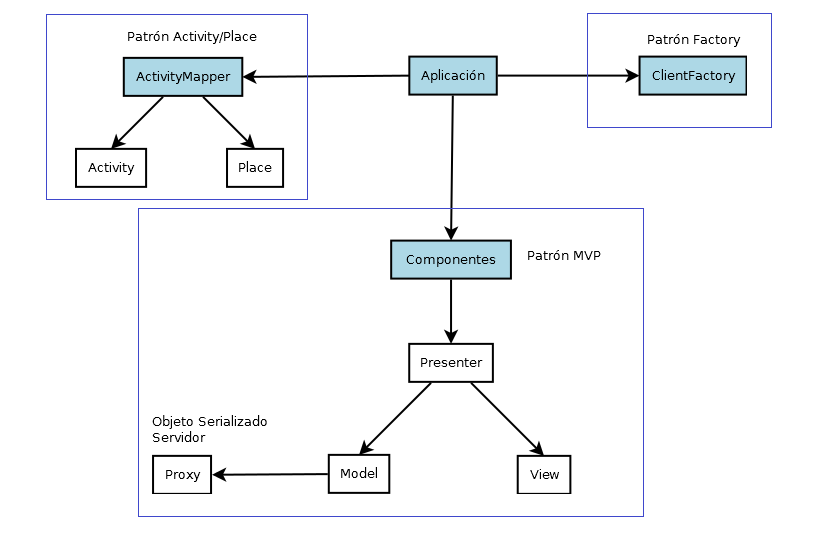 Patrón Activity/Place
Patrón Factory
ActivityMapper
Aplicación
ClientFactory
Activity
Place
Componentes
Patrón MVP
Presenter
Objeto Serializado
Servidor
Proxy
Model
View